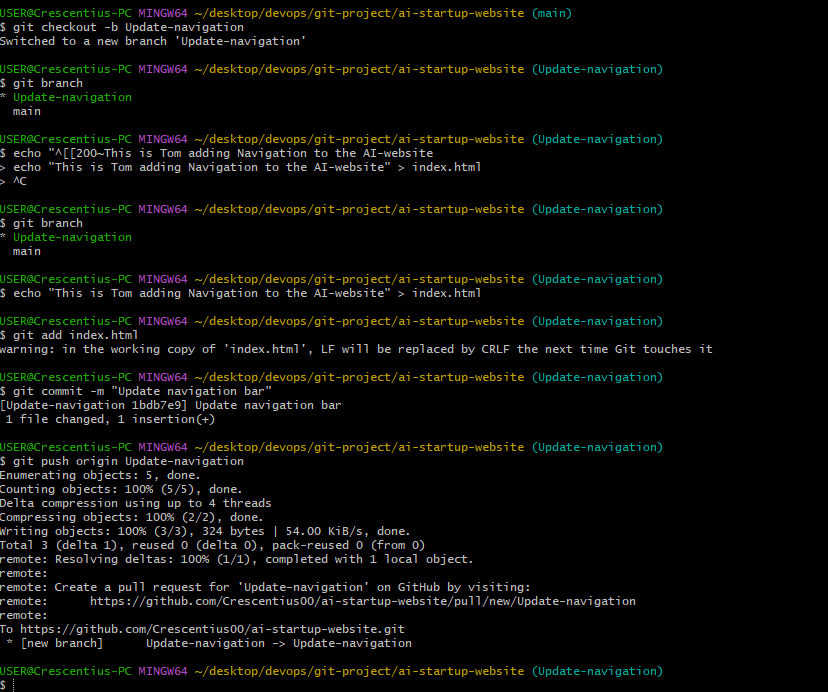 USER@Crescentius-PC MINGW64 ~/desktop/devops/git-project/ai-startup-website (main)
$ git checkout -b Update-navigation
Switched to a new branch 'Update-navigation'
USER@Crescentius-PC MINGW64 ~/desktop/devops/git-project/ai-startup-website (Update-navigation)
$ git branch
* Update-navigation
  main
USER@Crescentius-PC MINGW64 ~/desktop/devops/git-project/ai-startup-website (Update-navigation)
$ echo "^[[200~This is Tom adding Navigation to the AI-website
> echo "This is Tom adding Navigation to the AI-website" > index.html
> ^C
USER@Crescentius-PC MINGW64 ~/desktop/devops/git-project/ai-startup-website (Update-navigation)
$ git branch
* Update-navigation
  main
USER@Crescentius-PC MINGW64 ~/desktop/devops/git-project/ai-startup-website (Update-navigation)
$ echo "This is Tom adding Navigation to the AI-website" > index.html
USER@Crescentius-PC MINGW64 ~/desktop/devops/git-project/ai-startup-website (Update-navigation)
$ git add index.html
warning: in the working copy of 'index.html', LF will be replaced by CRLF the next time Git touches it
USER@Crescentius-PC MINGW64 ~/desktop/devops/git-project/ai-startup-website (Update-navigation)
$ git commit -m "Update navigation bar"
[Update-navigation 1bdb7e9] Update navigation bar
 1 file changed, 1 insertion(+)
USER@Crescentius-PC MINGW64 ~/desktop/devops/git-project/ai-startup-website (Update-navigation)
$ git push origin Update-navigation
Enumerating objects: 5, done.
Counting objects: 100% (5/5), done.
Delta compression using up to 4 threads
Compressing objects: 100% (2/2), done.
Writing objects: 100% (3/3), 324 bytes | 54.00 KiB/s, done.
Total 3 (delta 1), reused 0 (delta 0), pack-reused 0 (from 0)
remote: Resolving deltas: 100% (1/1), completed with 1 local object.
remote:
remote: Create a pull request for 'Update-navigation' on GitHub by visiting:
remote:      https://github.com/Crescentius00/ai-startup-website/pull/new/Update-navigation
remote:
To https://github.com/Crescentius00/ai-startup-website.git
 * [new branch]      Update-navigation -> Update-navigation
USER@Crescentius-PC MINGW64 ~/desktop/devops/git-project/ai-startup-website (Update-navigation)
$